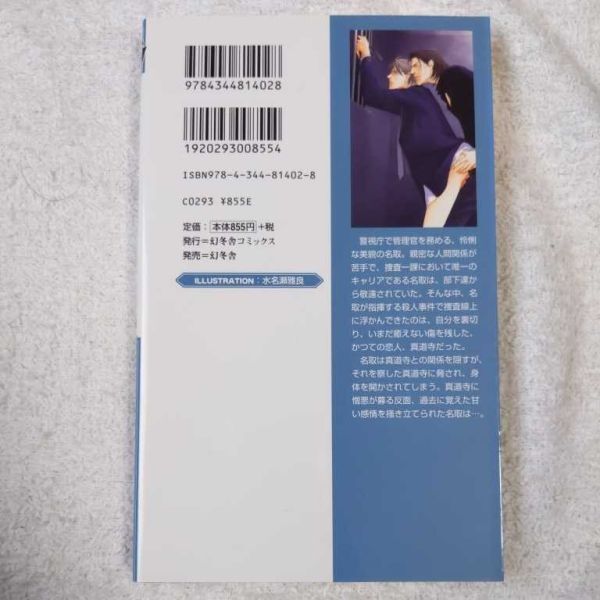 9784344814028
1920293008554
ISBN978-4-344-81402-8
C0293 ¥855E
定価：本体855円+税
発行＝幻冬舎コミックス
発売＝幻冬舎
ILLUSTRATION：水名瀬雅良
警視庁で管理官を務める、怜悧
な美貌の名取。親密な人間関係が
苦手で、捜査一課において唯一の
キャリアである名取は、部下達か
ら敬遠されていた。そんな中、名
取が指揮する殺人事件で捜査線上
に浮かんできたのは、自分を裏切
り、いまだ癒えない傷を残した、
かつての恋人、真道寺だった。
名取は真道寺との関係を隠すが、
それを察した真道寺に脅され、身
体を開かされてしまう。真道寺に
憎悪が募る反面、過去に覚えた甘
い感情を掻き立てられた名取は…。